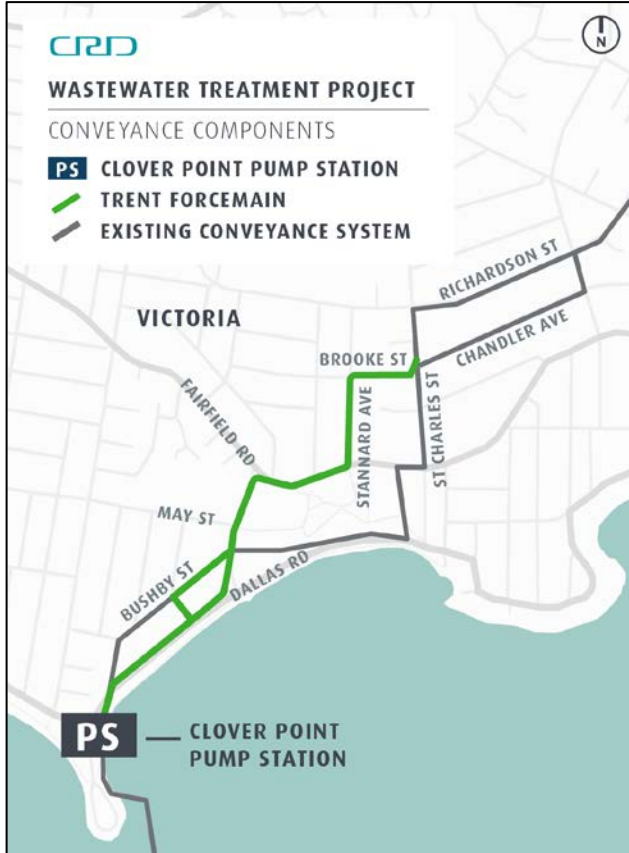 CRD
N
WASTEWATER TREATMENT PROJECT
CONVEYANCE COMPONENTS
PS CLOVER POINT PUMP STATION
TRENT FORCEMAIN
EXISTING CONVEYANCE SYSTEM
RICHARDSON ST
VICTORIA
CHANDLER AVE
BROOKE ST
FAIRFIELD RD
STANNARD AVE
ST CHARLES ST
MAY ST
BUSHBY ST
DALLAS RD
PS
CLOVER POINT
PUMP STATION